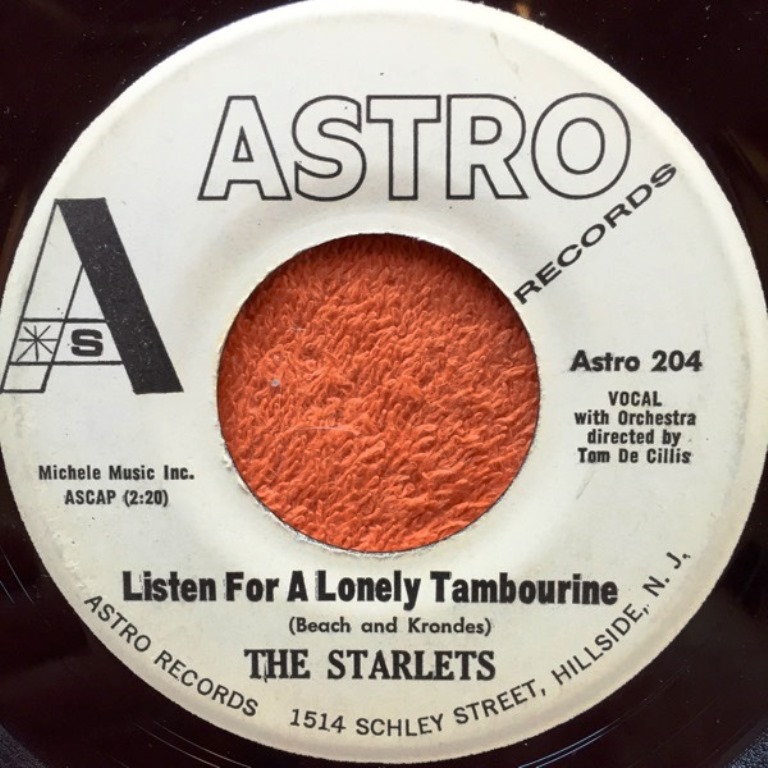 ASTRO
RECORDS
A
S
Astro 204
VOCAL
with Orchestra
directed by
Tom De Cillis
Michele Music Inc.
ASCAP (2:20)
Listen For A Lonely Tambourine
(Beach and Krondes)
THE STARLETS
ASTRO RECORDS 1514 SCHLEY STREET, HILLSIDE, N. J.